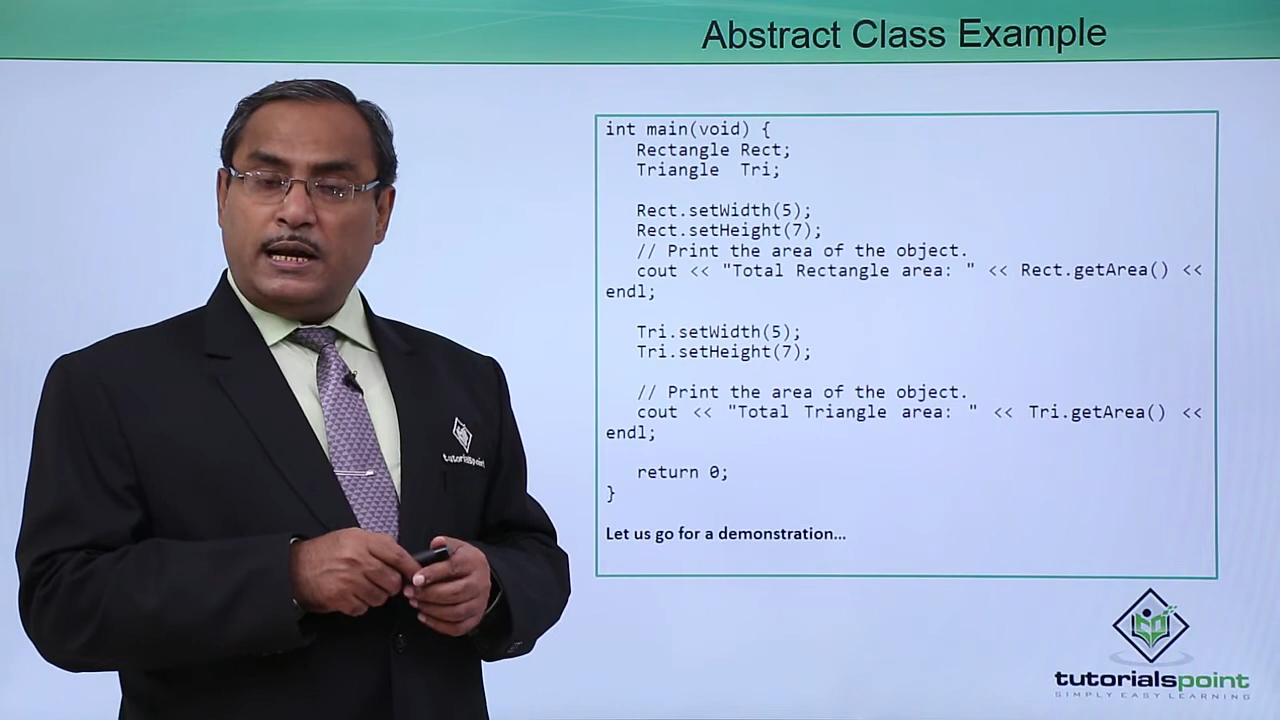 Abstract Class Example
int main(void) {
Rectangle Rect;
Triangle Tri;
Rect.setWidth(5);
Rect.setHeight(7);
// Print the area of the object.
cout << "Total Rectangle area: " << Rect.getArea() <<
endl;
Tri.setWidth(5);
Tri.setHeight(7);
// Print the area of the object.
cout << "Total Triangle area: " << Tri.getArea() <<
endl;
return 0;
}
Let us go for a demonstration...
tutorialspoint
tutorialspoint
SIMPLY EASY LEARNING